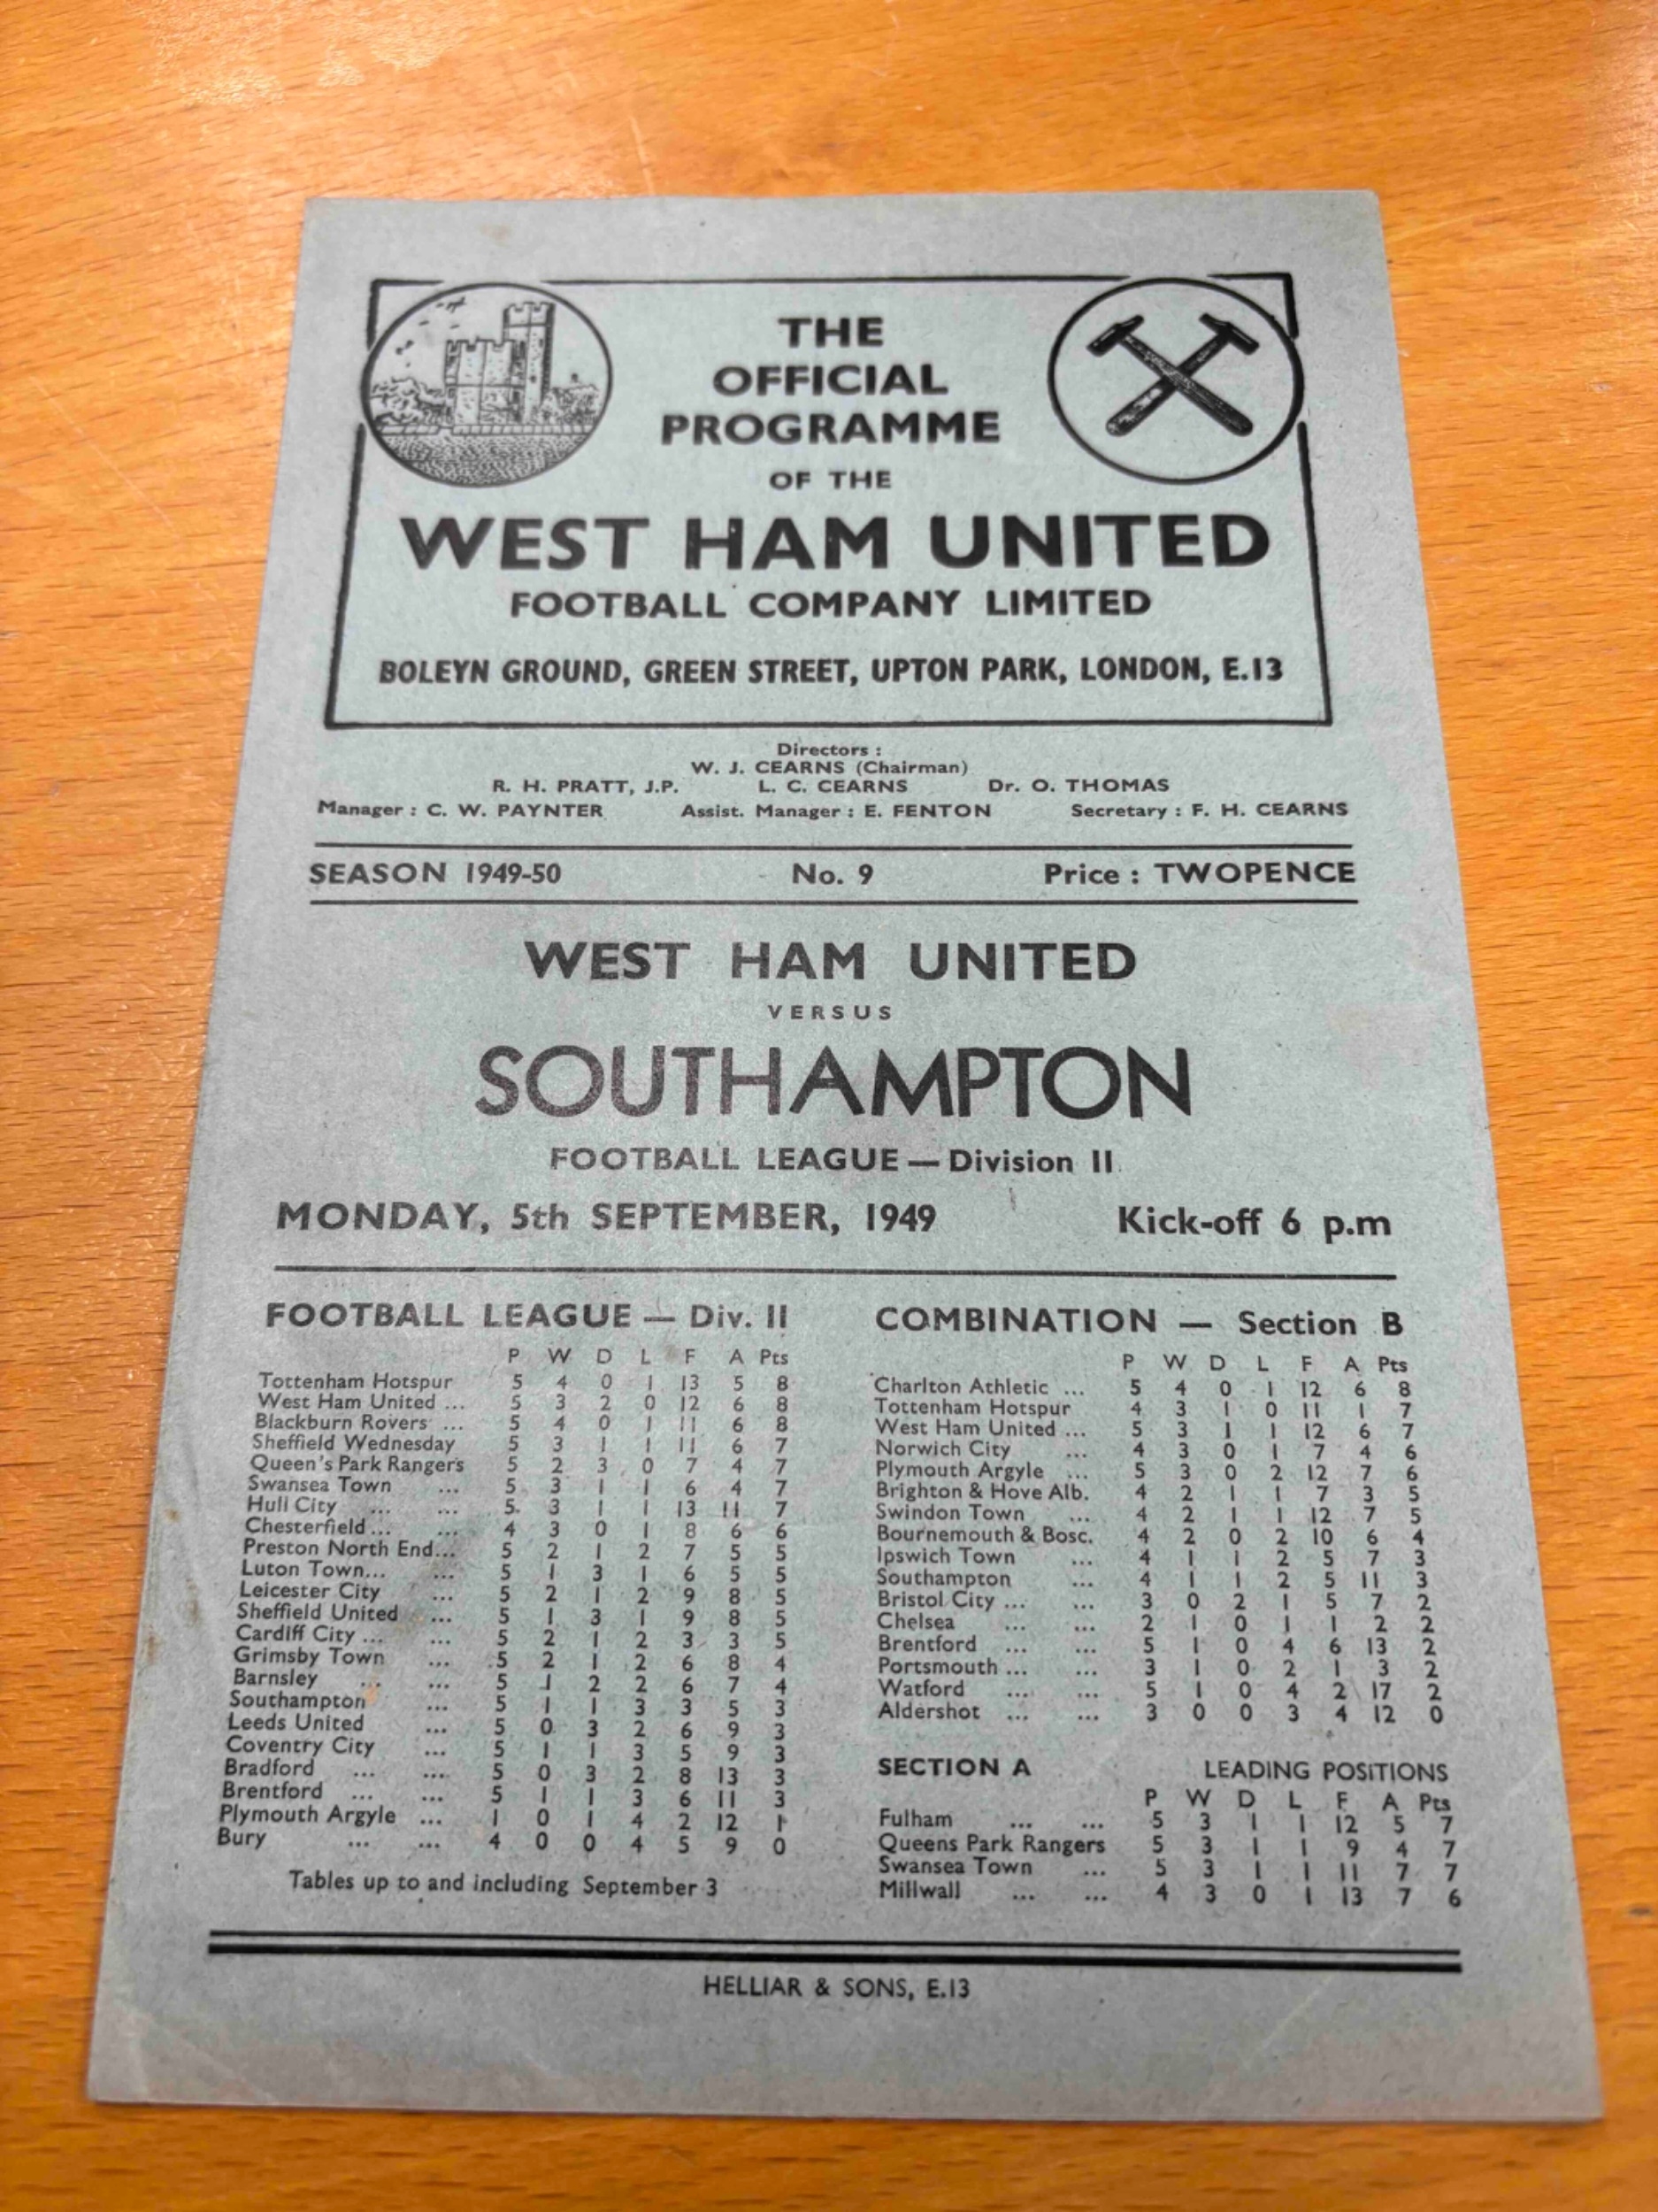 THE
OFFICIAL
PROGRAMME
OF THE
WEST HAM UNITED
FOOTBALL COMPANY LIMITED
BOLEYN GROUND, GREEN STREET, UPTON PARK, LONDON, E.13
Directors :
W. J. CEARNS (Chairman)
R. H. PRATT, J.P. L. C. CEARNS Dr. O. THOMAS
Manager : C. W. PAYNTER Assist. Manager : E. FENTON Secretary : F. H. CEARNS
SEASON 1949-50 No. 9 Price : TWOPENCE
WEST HAM UNITED
VERSUS
SOUTHAMPTON
FOOTBALL LEAGUE — Division II
MONDAY, 5th SEPTEMBER, 1949 Kick-off 6 p.m
FOOTBALL LEAGUE — Div. II
P W D L F A Pts
Tottenham Hotspur 5 4 0 1 13 5 8
West Ham United ... 5 3 2 0 12 6 8
Blackburn Rovers ... 5 4 0 1 11 6 8
Sheffield Wednesday 5 3 1 1 11 6 7
Queen's Park Rangers 5 2 3 0 7 4 7
Swansea Town ... 5 3 1 1 6 4 7
Hull City ... ... 5 3 1 1 13 11 7
Chesterfield ... ... 4 3 0 1 8 6 6
Preston North End... 5 2 1 2 7 5 5
Luton Town... ... 5 1 3 1 6 5 5
Leicester City ... 5 2 1 2 9 8 5
Sheffield United ... 5 1 3 1 9 8 5
Cardiff City ... ... 5 2 1 2 3 3 5
Grimsby Town ... 5 2 1 2 6 8 4
Barnsley ... ... 5 1 2 2 6 7 4
Southampton ... 5 1 1 3 3 5 3
Leeds United ... 5 0 3 2 6 9 3
Coventry City ... 5 1 1 3 5 9 3
Bradford ... ... 5 0 3 2 8 13 3
Brentford ... ... 5 1 1 3 6 11 3
Plymouth Argyle ... 1 0 1 4 2 12 1
Bury ... ... 4 0 0 4 5 9 0
Tables up to and including September 3
COMBINATION — Section B
P W D L F A Pts
Charlton Athletic ... 5 4 0 1 12 6 8
Tottenham Hotspur 4 3 1 0 11 1 7
West Ham United ... 5 3 1 1 12 6 7
Norwich City ... 4 3 0 1 7 4 6
Plymouth Argyle ... 5 3 0 2 12 7 6
Brighton & Hove Alb. 4 2 1 1 7 3 5
Swindon Town ... 4 2 1 1 12 7 5
Bournemouth & Bosc. 4 2 0 2 10 6 4
Ipswich Town ... 4 1 1 2 5 7 3
Southampton ... 4 1 1 2 5 11 3
Bristol City ... ... 3 0 2 1 5 7 2
Chelsea ... ... 2 1 0 1 1 2 2
Brentford ... ... 5 1 0 4 6 13 2
Portsmouth ... ... 3 1 0 2 1 3 2
Watford ... ... 5 1 0 4 2 17 2
Aldershot ... ... 3 0 0 3 4 12 0
SECTION A LEADING POSITIONS
P W D L F A Pts
Fulham ... ... 5 3 1 1 12 5 7
Queens Park Rangers 5 3 1 1 9 4 7
Swansea Town ... 5 3 1 1 11 7 7
Millwall ... ... 4 3 0 1 13 7 6
HELLIAR & SONS, E.13